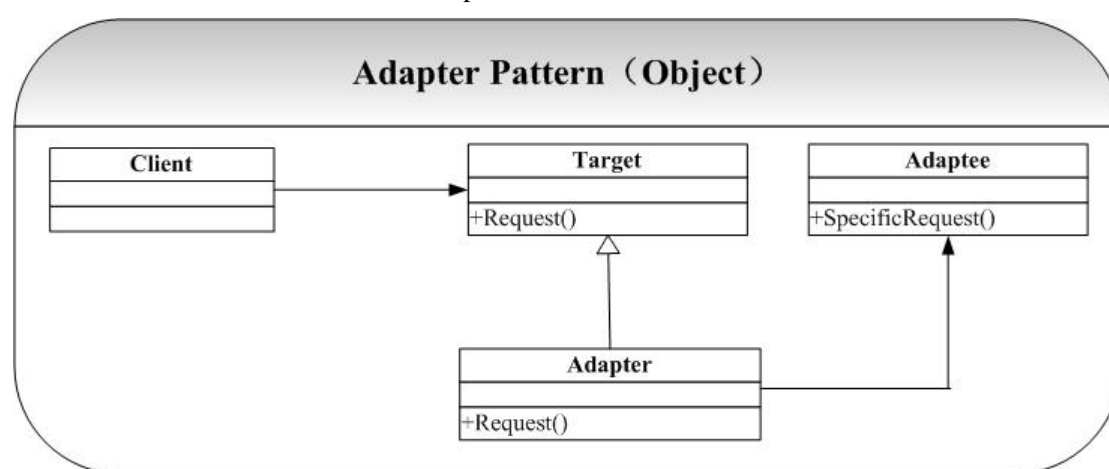 Adapter Pattern（Object）
Client
Target
+Request()
Adaptee
+SpecificRequest()
Adapter
+Request()